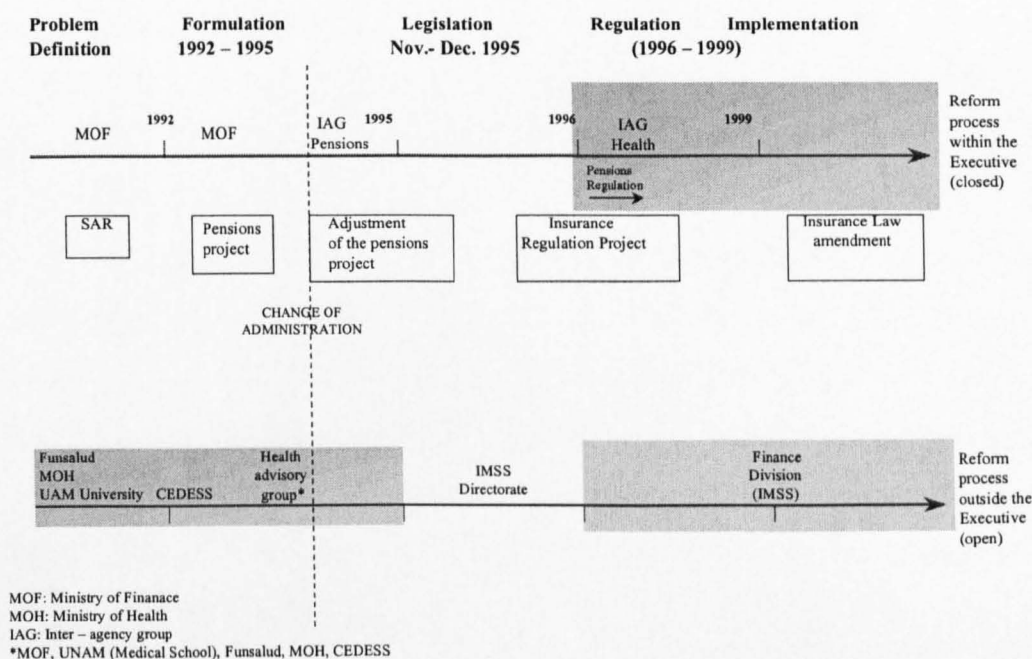 Problem Formulation Legislation Regulation Implementation
Definition 1992 – 1995 Nov.- Dec. 1995 (1996 – 1999)
MOF
1992
MOF
IAG
Pensions
1995
1996
IAG
Health
1999
Pensions
Regulation
Reform
process
within the
Executive
(closed)
SAR
Pensions
project
Adjustment
of the pensions
project
Insurance
Regulation Project
Insurance Law
amendment
CHANGE OF
ADMINISTRATION
Funsalud
MOH
UAM University
CEDESS
Health
advisory
group*
IMSS
Directorate
Finance
Division
(IMSS)
Reform
process
outside the
Executive
(open)
MOF: Ministry of Finanace
MOH: Ministry of Health
IAG: Inter – agency group
*MOF, UNAM (Medical School), Funsalud, MOH, CEDESS